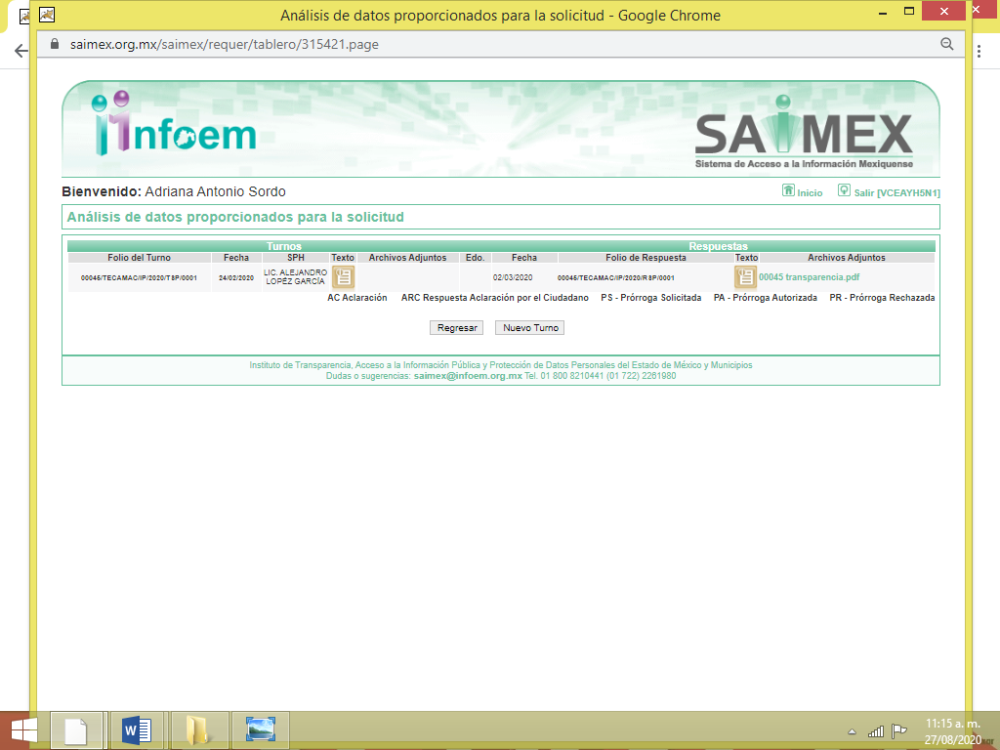 Análisis de datos proporcionados para la solicitud - Google Chrome
saimex.org.mx/saimex/requer/tablero/315421.page
infoem
SAIMEX
Sistema de Acceso a la Información Mexiquense
Bienvenido: Adriana Antonio Sordo
Inicio Salir [VCEAYH5N1]
Análisis de datos proporcionados para la solicitud
Turnos Respuestas
Folio del Turno Fecha SPH Texto Archivos Adjuntos Edo. Fecha Folio de Respuesta Texto Archivos Adjuntos
00045/TECAMAC/IP/2020/TSP/0001 24/02/2020 LIC. ALEJANDRO LOPÉZ GARCÍA 02/03/2020 00045/TECAMAC/IP/2020/RSP/0001 00045 transparencia.pdf
AC Aclaración ARC Respuesta Aclaración por el Ciudadano PS - Prórroga Solicitada PA - Prórroga Autorizada PR - Prórroga Rechazada
Regresar Nuevo Turno
Instituto de Transparencia, Acceso a la Información Pública y Protección de Datos Personales del Estado de México y Municipios
Dudas o sugerencias: saimex@infoem.org.mx Tel. 01 800 8210441 (01 722) 2261980
11:15 a. m.
27/08/2020